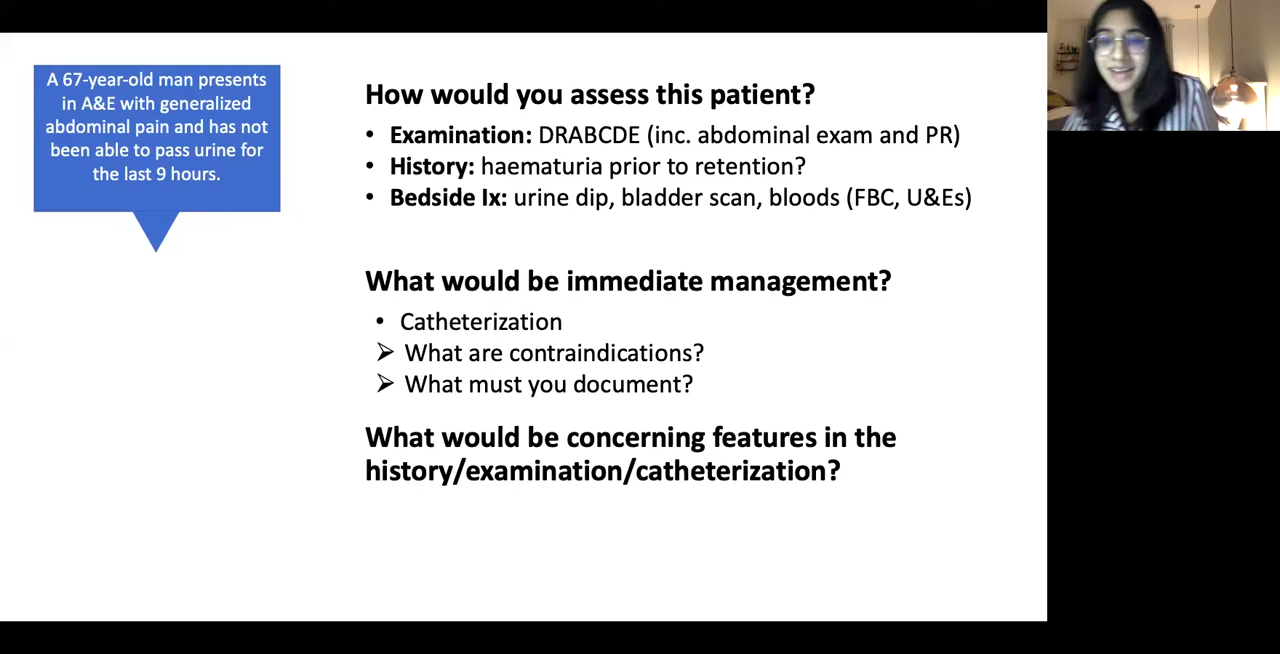 A 67-year-old man presents
in A&E with generalized
abdominal pain and has not
been able to pass urine for
the last 9 hours.
How would you assess this patient?
• Examination: DRABCDE (inc. abdominal exam and PR)
• History: haematuria prior to retention?
• Bedside Ix: urine dip, bladder scan, bloods (FBC, U&Es)
What would be immediate management?
• Catheterization
➢ What are contraindications?
➢ What must you document?
What would be concerning features in the
history/examination/catheterization?